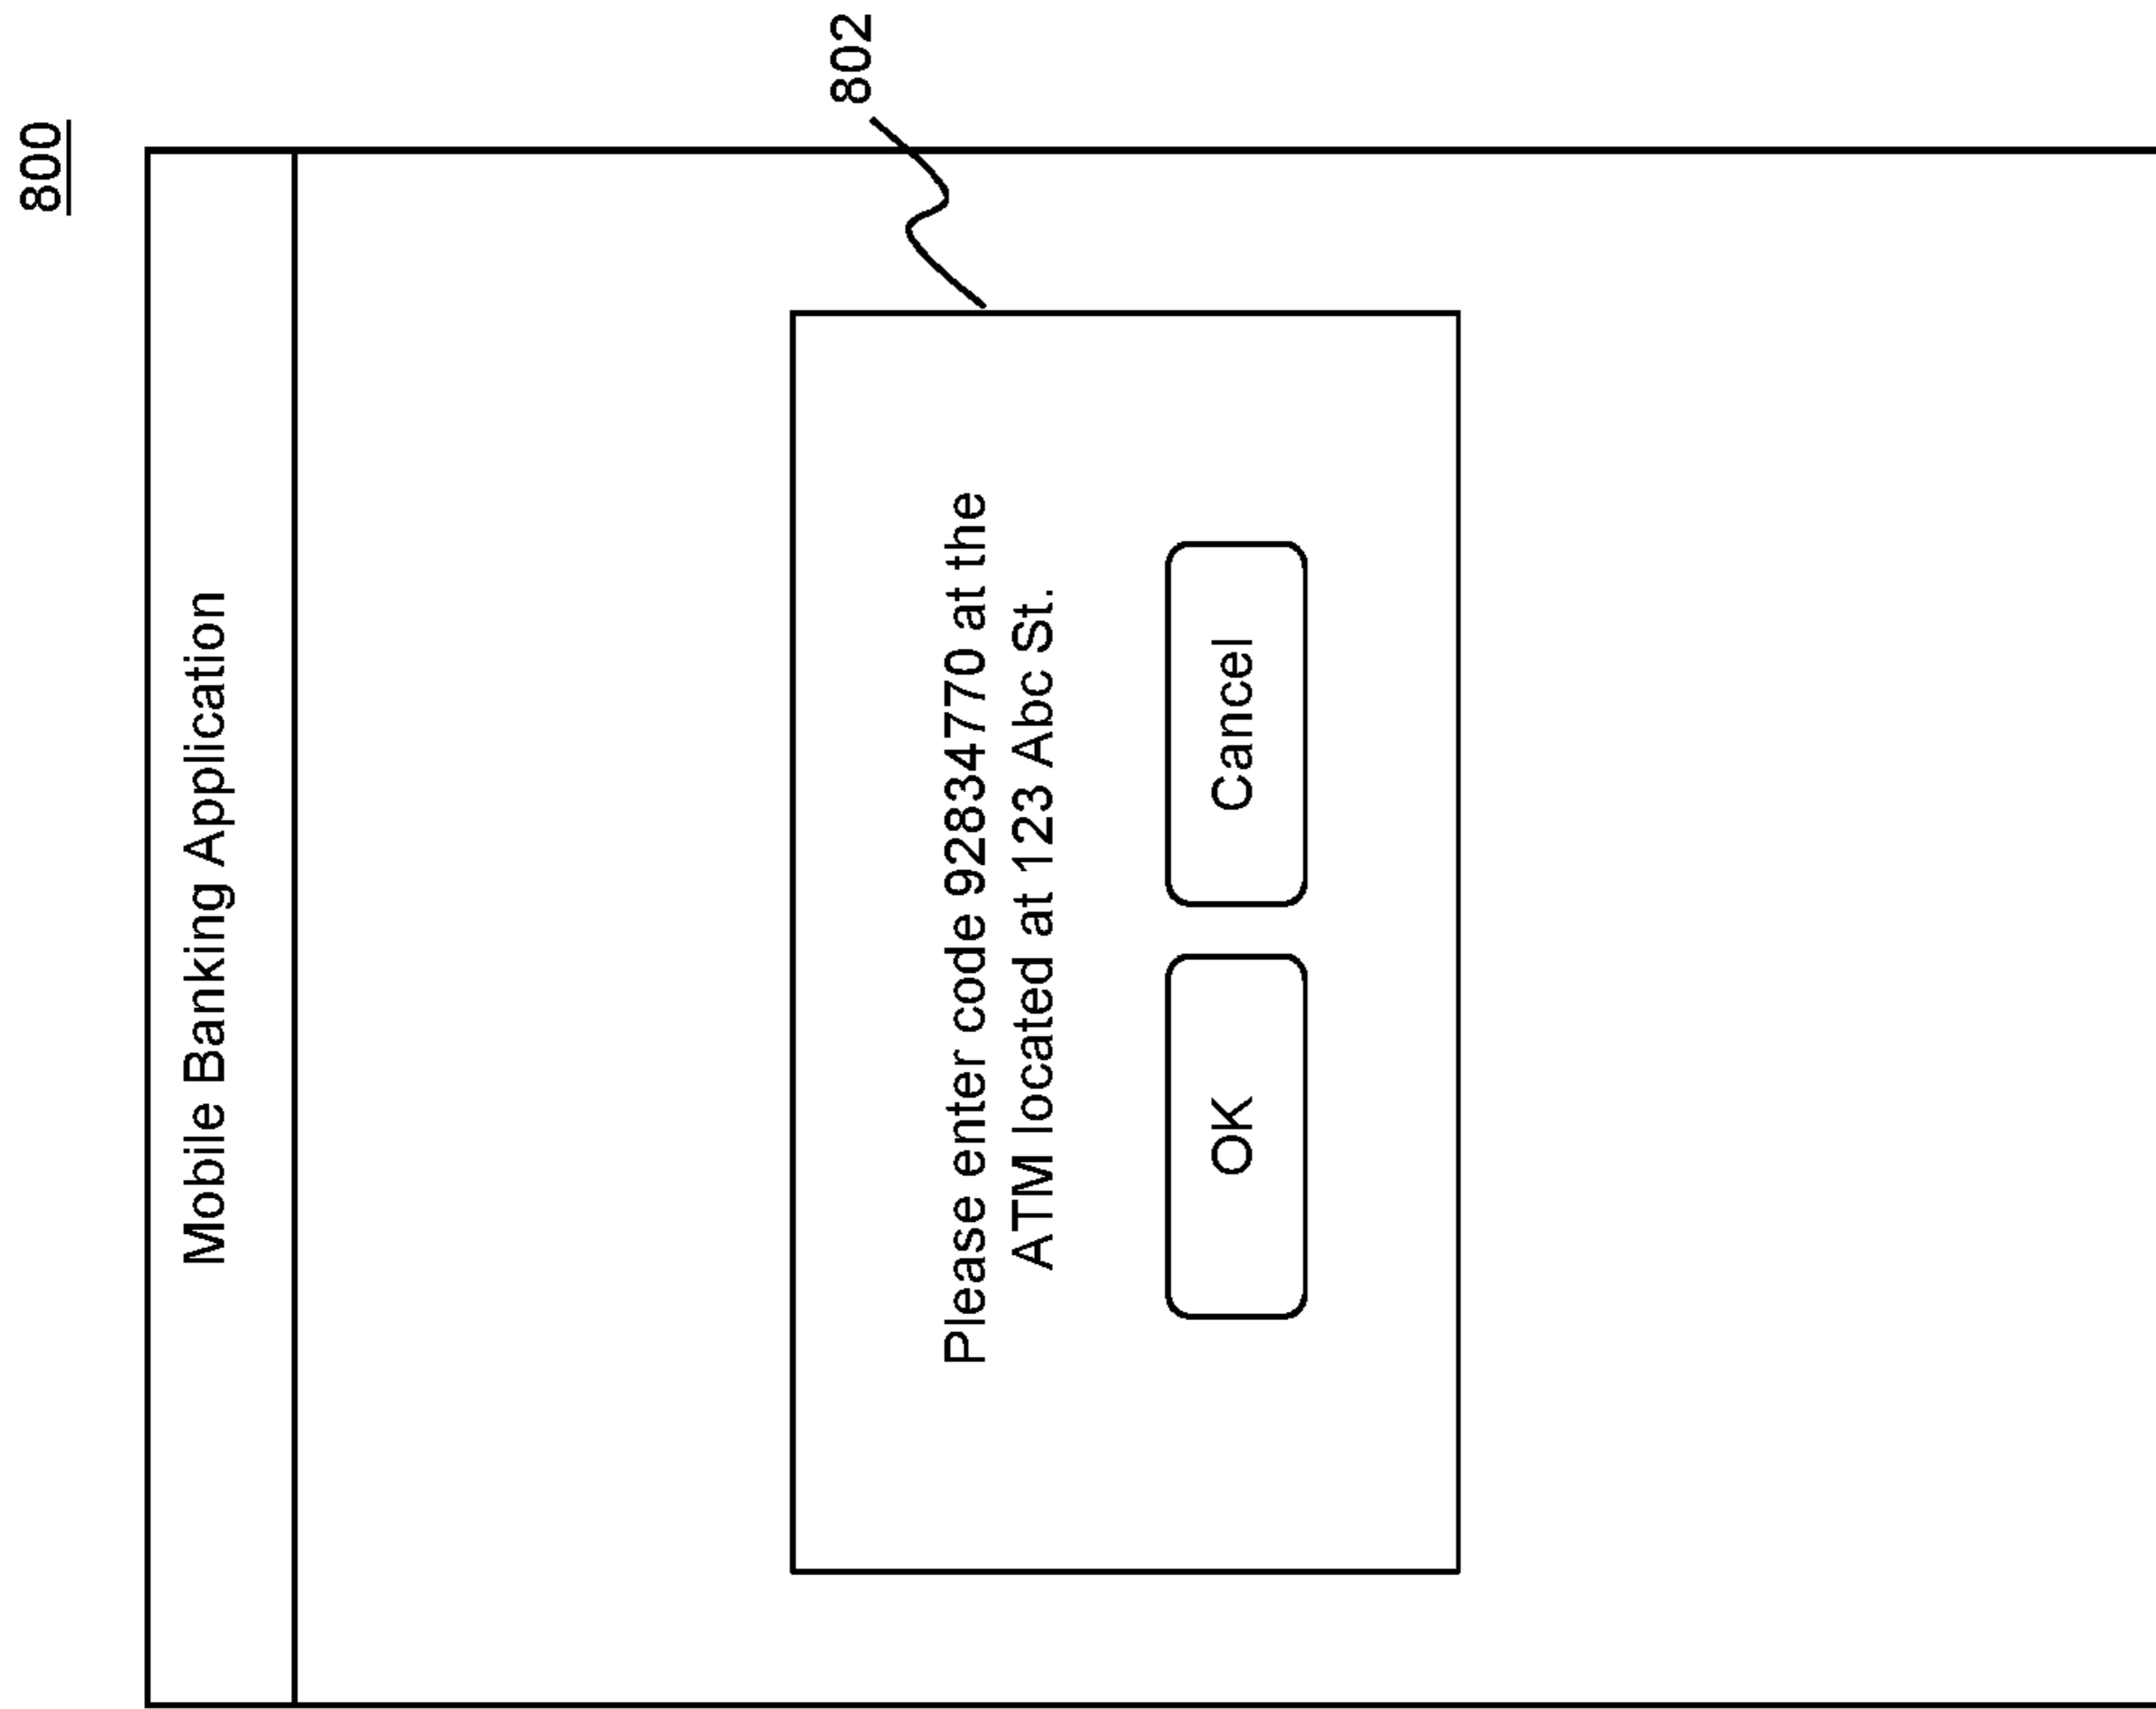 800
Mobile Banking Application
802
Please enter code 92834770 at the
ATM located at 123 Abc St.
OK
Cancel